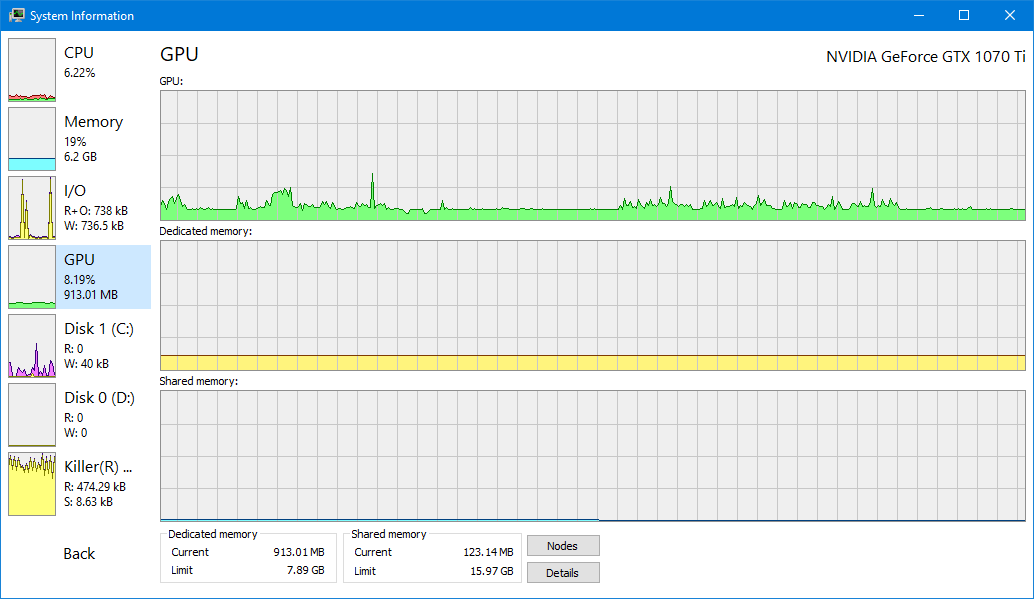 System Information
CPU
6.22%
Memory
19%
6.2 GB
I/O
R+O: 738 kB
W: 736.5 kB
GPU
8.19%
913.01 MB
Disk 1 (C:)
R: 0
W: 40 kB
Disk 0 (D:)
R: 0
W: 0
Killer(R) ...
R: 474.29 kB
S: 8.63 kB
Back
GPU
NVIDIA GeForce GTX 1070 Ti
GPU:
Dedicated memory:
Shared memory:
Dedicated memory
Current 913.01 MB
Limit 7.89 GB
Shared memory
Current 123.14 MB
Limit 15.97 GB
Nodes
Details